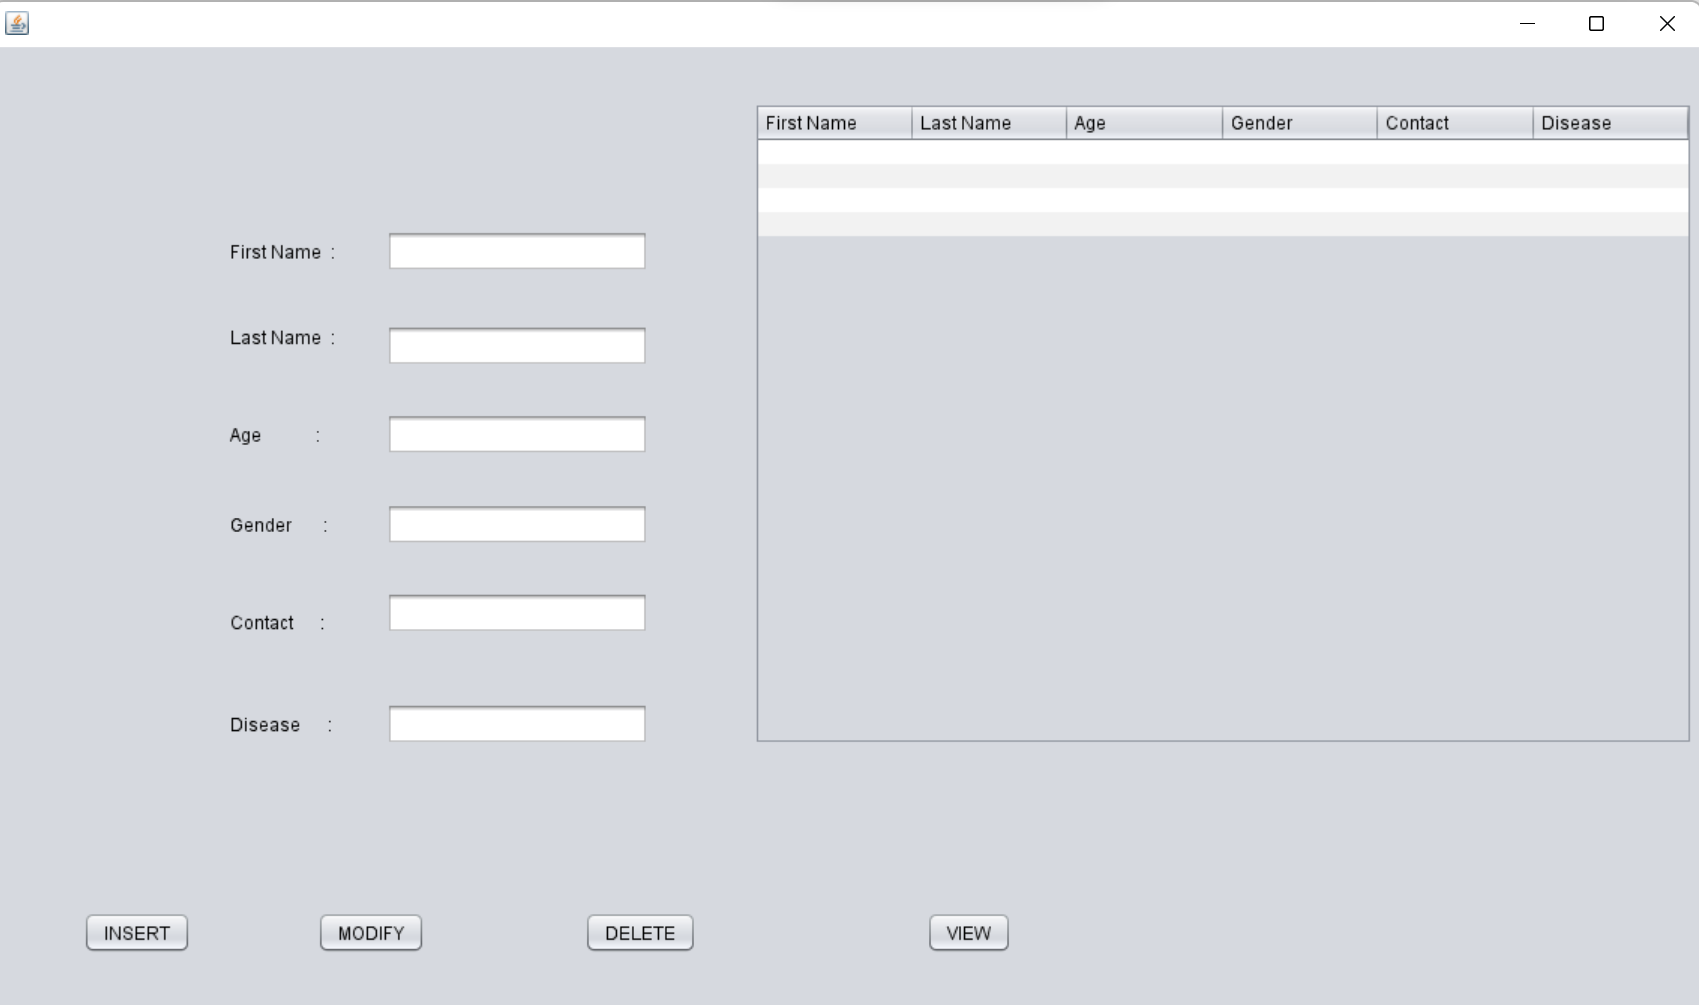 First Name Last Name Age Gender Contact Disease
First Name :
Last Name :
Age :
Gender :
Contact :
Disease :
INSERT MODIFY DELETE VIEW